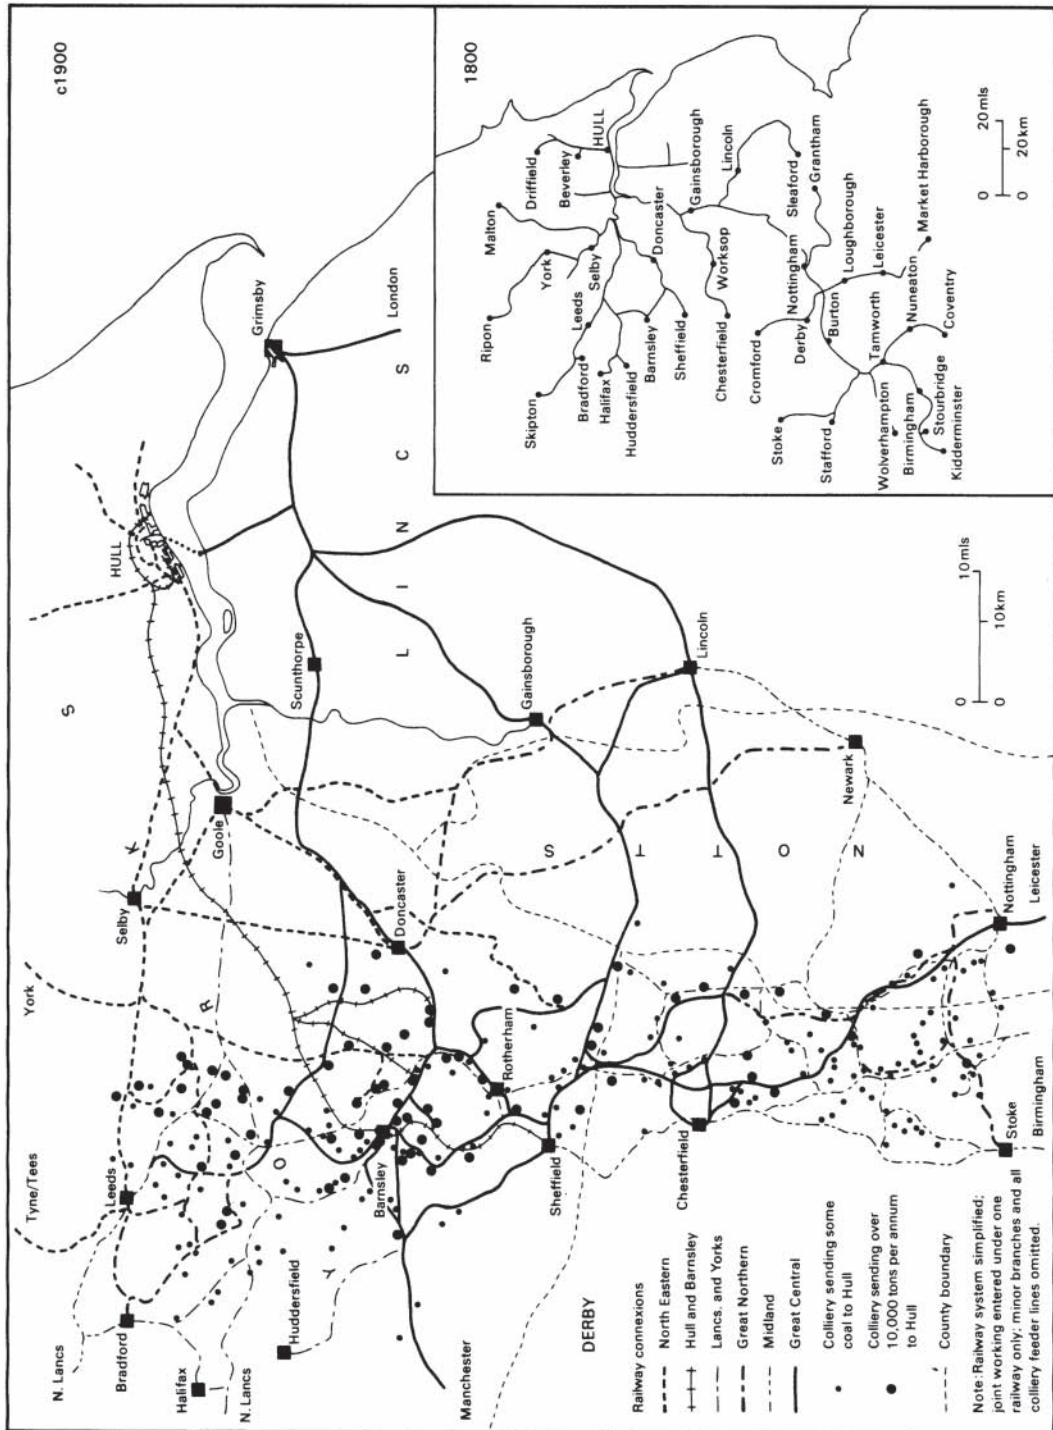 c1900
S
K
R
O
Y
L
I
N
C
S
N
O
T
T
S
DERBY
Tyne/Tees
York
N. Lancs
Bradford
Leeds
Selby
HULL
Halifax
N. Lancs
Huddersfield
Goole
Grimsby
Barnsley
Doncaster
Scunthorpe
London
Manchester
Rotherham
Sheffield
Gainsborough
Chesterfield
Lincoln
Newark
Stoke
Nottingham
Birmingham
Leicester
0 10mls
0 10km
Railway connexions
North Eastern
Hull and Barnsley
Lancs. and Yorks
Great Northern
Midland
Great Central
Colliery sending some
coal to Hull
Colliery sending over
10,000 tons per annum
to Hull
County boundary
Note: Railway system simplified;
joint working entered under one
railway only; minor branches and all
colliery feeder lines omitted.
1800
Malton
Driffield
Ripon
York
Beverley
Skipton
Leeds
Selby
HULL
Bradford
Halifax
Huddersfield
Barnsley
Doncaster
Sheffield
Gainsborough
Worksop
Chesterfield
Lincoln
Cromford
Nottingham
Sleaford
Grantham
Stoke
Derby
Burton
Loughborough
Stafford
Leicester
Tamworth
Wolverhampton
Nuneaton
Market Harborough
Birmingham
Stourbridge
Coventry
Kidderminster
0 20mls
0 20km